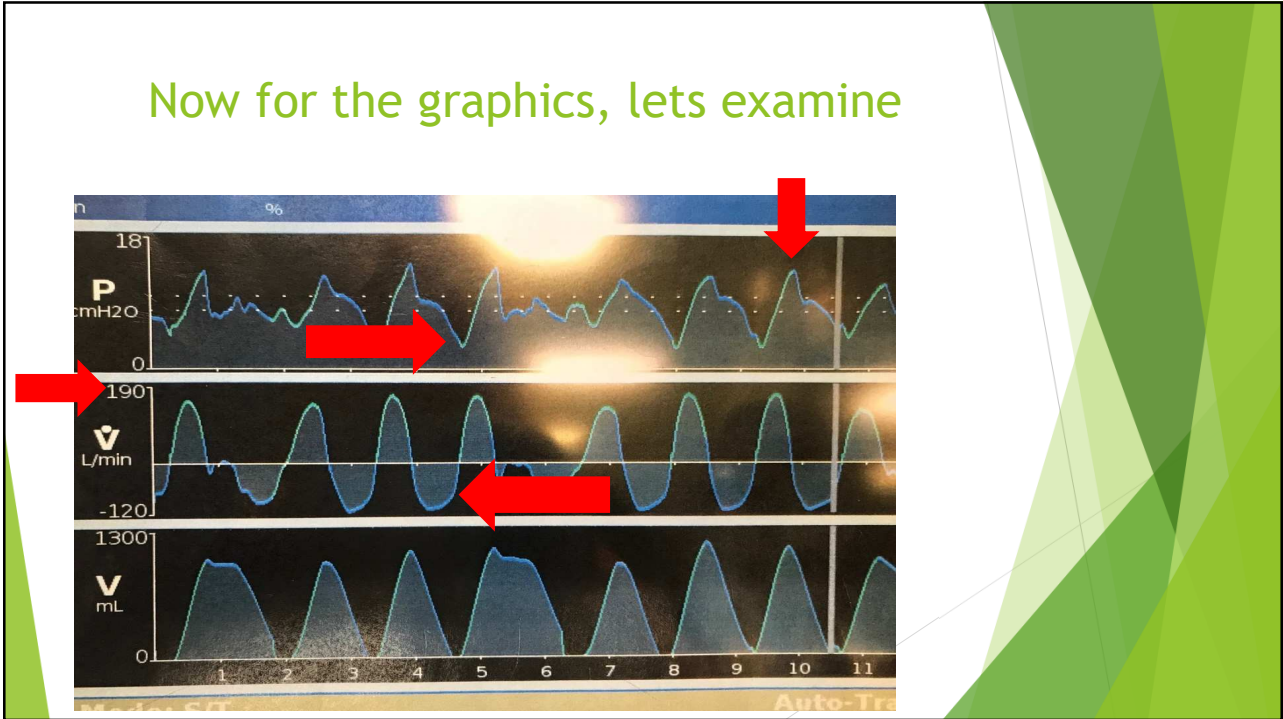 Now for the graphics, lets examine
n %
18
P
cmH2O
0
190
V̇
L/min
-120
1300
V
mL
0
1 2 3 4 5 6 7 8 9 10 11
Mode: S/T Auto-Tra